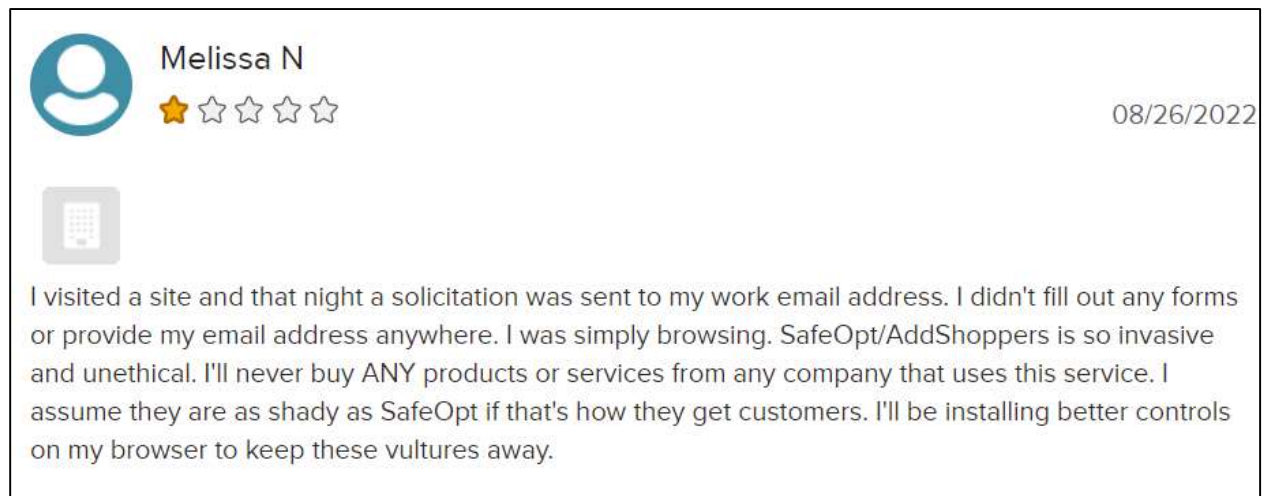 Melissa N
08/26/2022
I visited a site and that night a solicitation was sent to my work email address. I didn't fill out any forms
or provide my email address anywhere. I was simply browsing. SafeOpt/AddShoppers is so invasive
and unethical. I'll never buy ANY products or services from any company that uses this service. I
assume they are as shady as SafeOpt if that's how they get customers. I'll be installing better controls
on my browser to keep these vultures away.